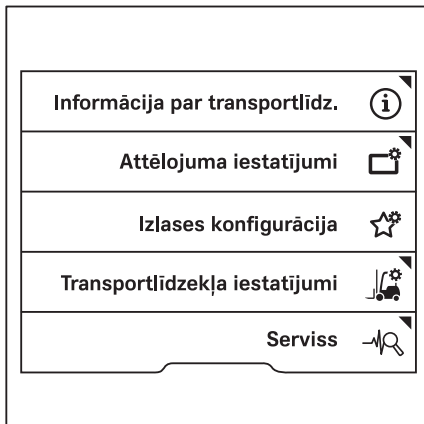 Informācija par transportlīdz.
Attēlojuma iestatījumi
Izlases konfigurācija
Transportlīdzekļa iestatījumi
Serviss